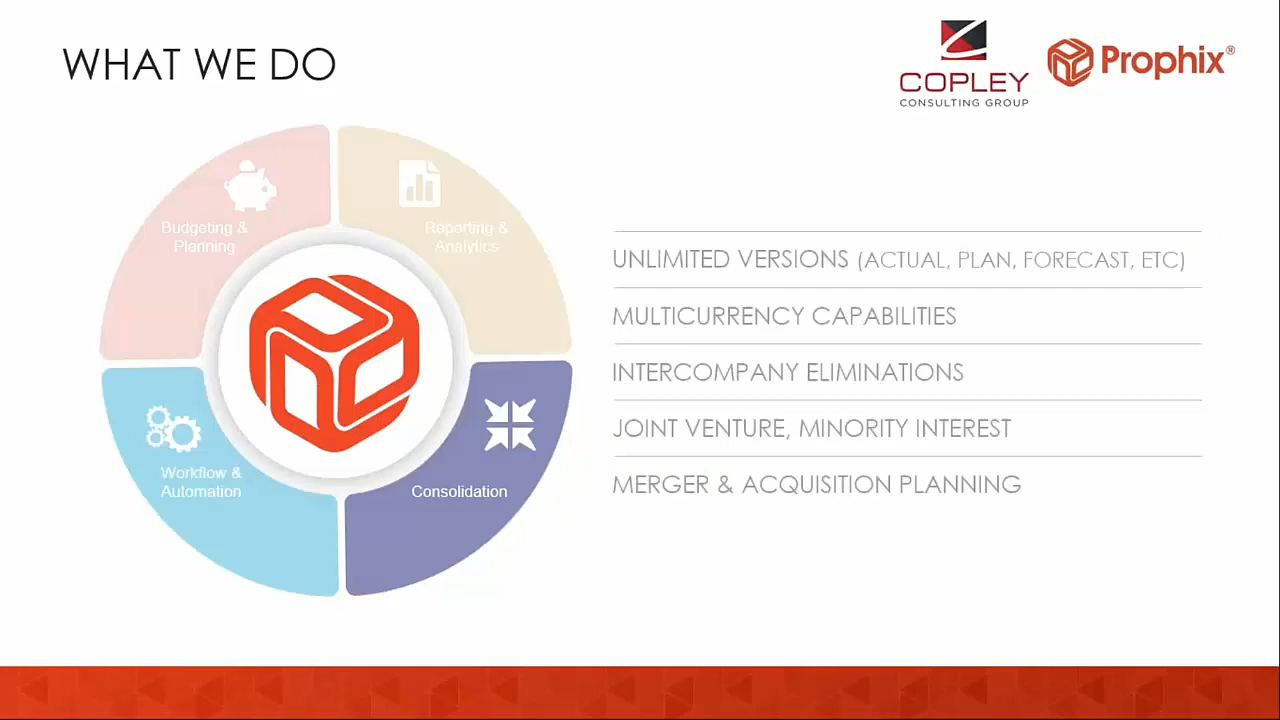 WHAT WE DO
COPLEY
CONSULTING GROUP
Prophix®
Budgeting &
Planning
Reporting &
Analytics
Workflow &
Automation
Consolidation
UNLIMITED VERSIONS (ACTUAL, PLAN, FORECAST, ETC)
MULTICURRENCY CAPABILITIES
INTERCOMPANY ELIMINATIONS
JOINT VENTURE, MINORITY INTEREST
MERGER & ACQUISITION PLANNING